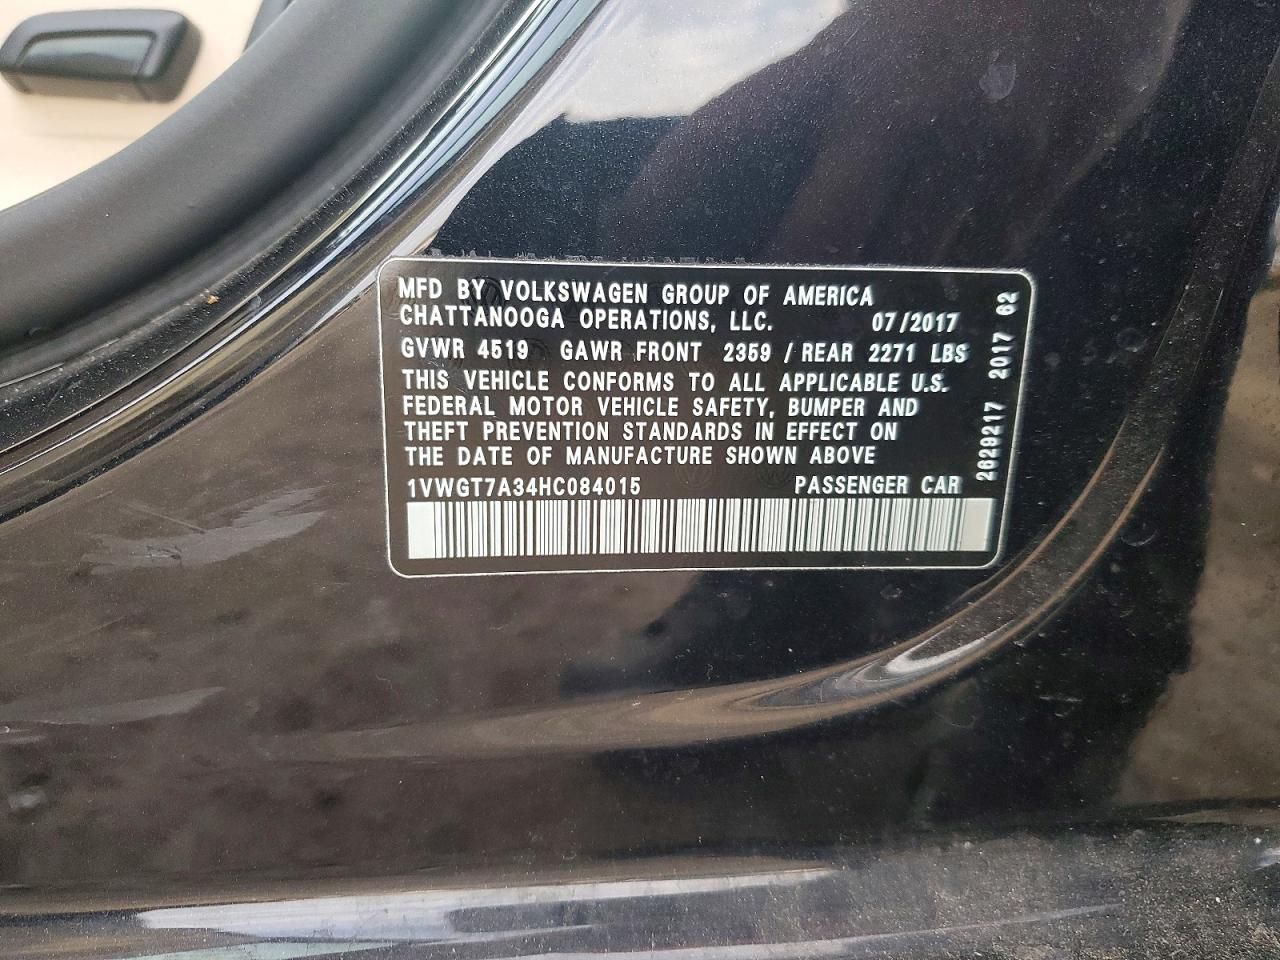 MFD BY VOLKSWAGEN GROUP OF AMERICA
CHATTANOOGA OPERATIONS, LLC. 07/2017
GVWR 4519 GAWR FRONT 2359 / REAR 2271 LBS
THIS VEHICLE CONFORMS TO ALL APPLICABLE U.S.
FEDERAL MOTOR VEHICLE SAFETY, BUMPER AND
THEFT PREVENTION STANDARDS IN EFFECT ON
THE DATE OF MANUFACTURE SHOWN ABOVE
1VWGT7A34HC084015 PASSENGER CAR
2629217 2017 62